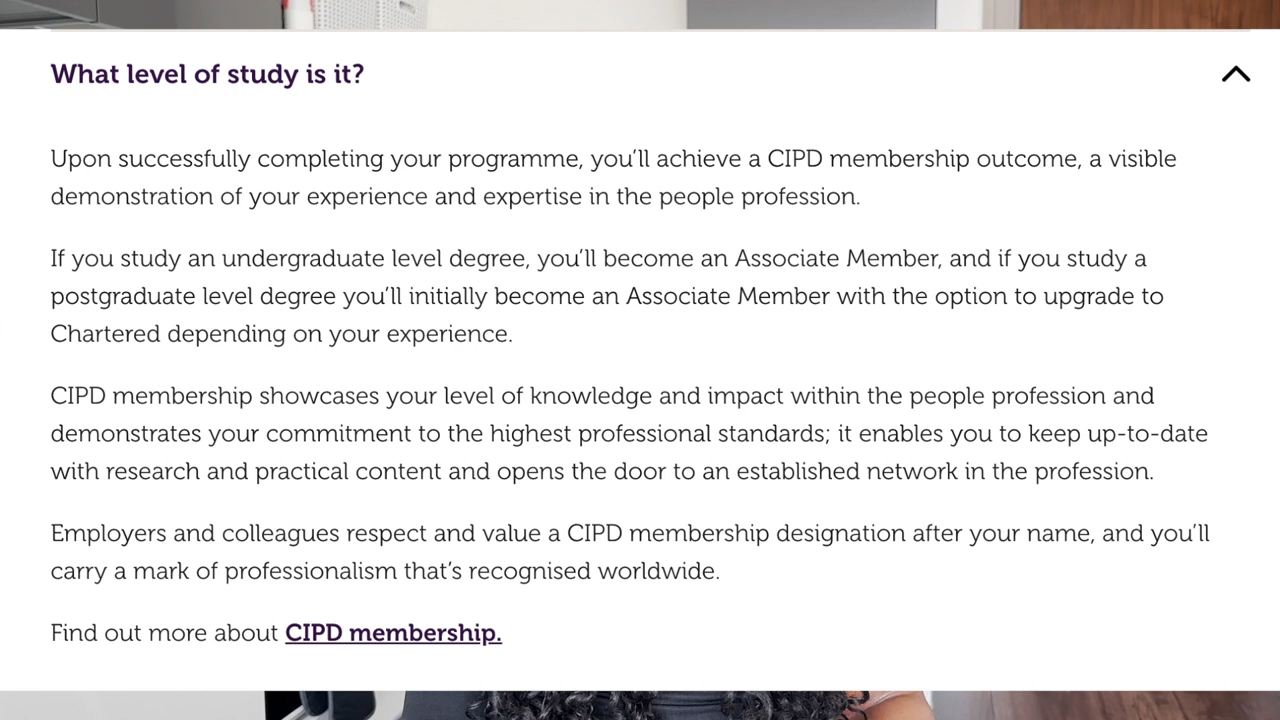 What level of study is it?
Upon successfully completing your programme, you’ll achieve a CIPD membership outcome, a visible
demonstration of your experience and expertise in the people profession.
If you study an undergraduate level degree, you’ll become an Associate Member, and if you study a
postgraduate level degree you’ll initially become an Associate Member with the option to upgrade to
Chartered depending on your experience.
CIPD membership showcases your level of knowledge and impact within the people profession and
demonstrates your commitment to the highest professional standards; it enables you to keep up-to-date
with research and practical content and opens the door to an established network in the profession.
Employers and colleagues respect and value a CIPD membership designation after your name, and you’ll
carry a mark of professionalism that’s recognised worldwide.
Find out more about CIPD membership.